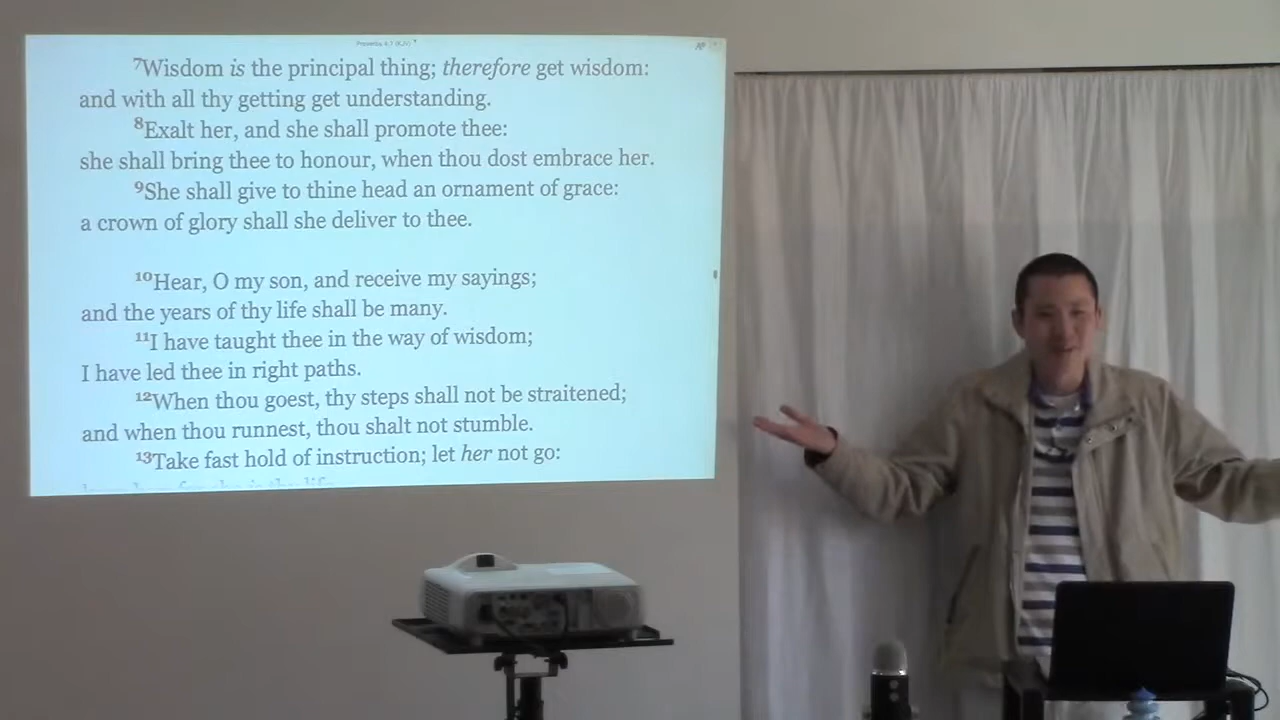 Proverbs 4:7 (KJV)
7Wisdom is the principal thing; therefore get wisdom:
and with all thy getting get understanding.
8Exalt her, and she shall promote thee:
she shall bring thee to honour, when thou dost embrace her.
9She shall give to thine head an ornament of grace:
a crown of glory shall she deliver to thee.
10Hear, O my son, and receive my sayings;
and the years of thy life shall be many.
11I have taught thee in the way of wisdom;
I have led thee in right paths.
12When thou goest, thy steps shall not be straitened;
and when thou runnest, thou shalt not stumble.
13Take fast hold of instruction; let her not go: